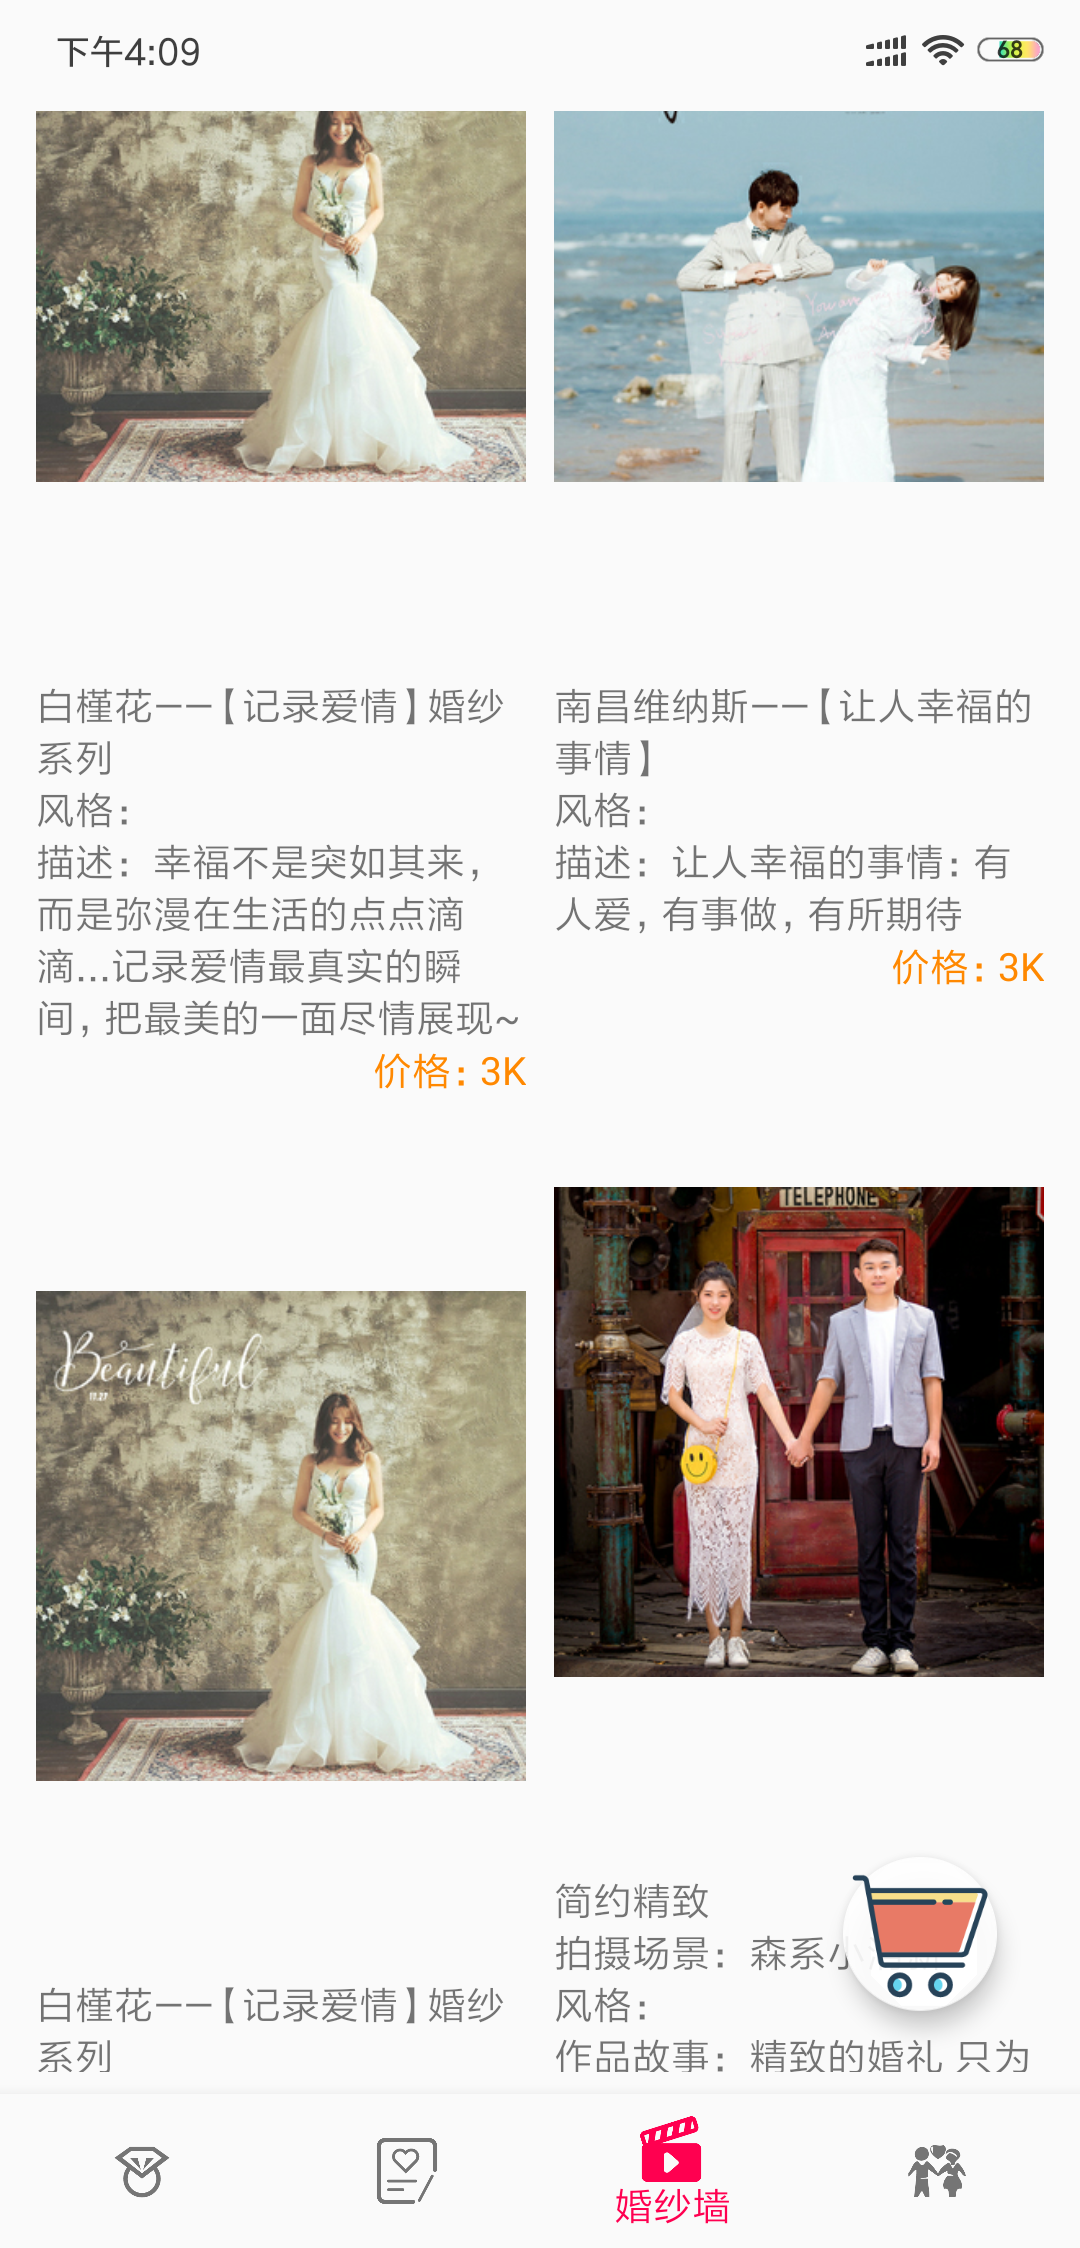 下午4:09
68
白槿花——【记录爱情】婚纱
系列
风格：
描述：幸福不是突如其来，
而是弥漫在生活的点点滴
滴...记录爱情最真实的瞬
间，把最美的一面尽情展现~
价格：3K
南昌维纳斯——【让人幸福的
事情】
风格：
描述：让人幸福的事情：有
人爱，有事做，有所期待
价格：3K
Beautiful
11.27
白槿花——【记录爱情】婚纱
系列
TELEPHONE
简约精致
拍摄场景：森系小
风格：
作品故事：精致的婚礼 只为
婚纱墙